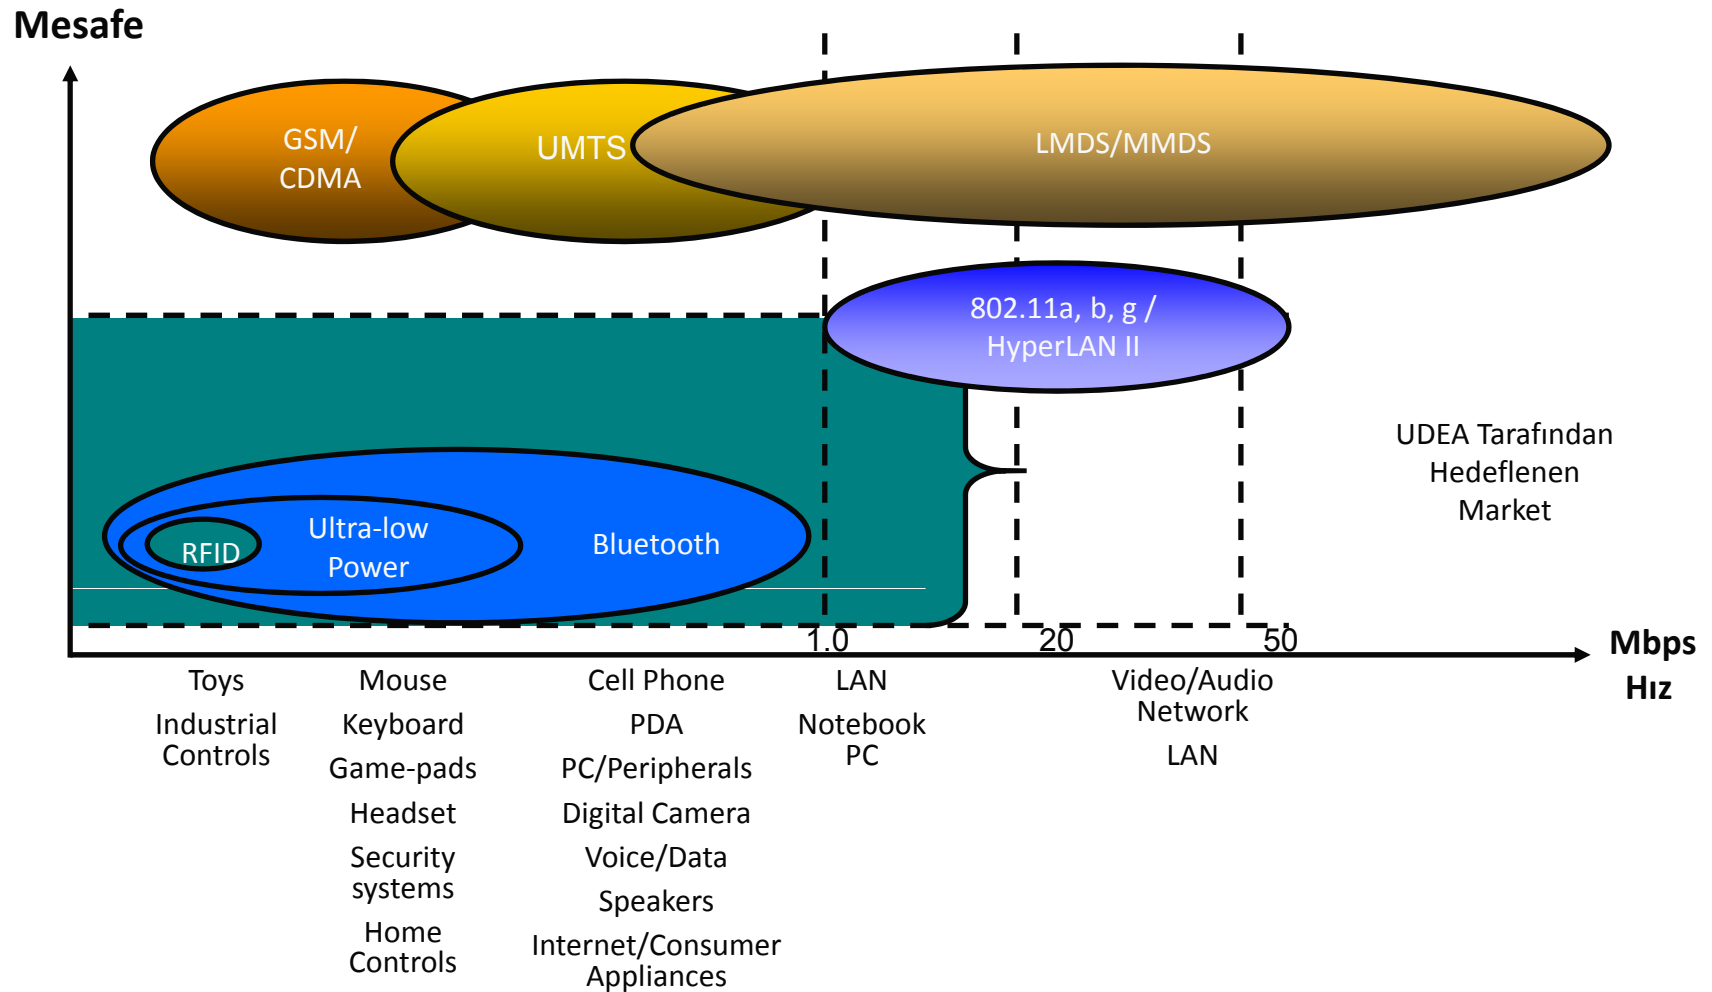 Mesafe
GSM/
CDMA
UMTS
LMDS/MMDS
802.11a, b, g /
HyperLAN II
UDEA Tarafından
Hedeflenen
Market
RFID
Ultra-low
Power
Bluetooth
1.0
20
50
Mbps
Hız
Toys
Industrial
Controls
Mouse
Keyboard
Game-pads
Headset
Security
systems
Home
Controls
Cell Phone
PDA
PC/Peripherals
Digital Camera
Voice/Data
Speakers
Internet/Consumer
Appliances
LAN
Notebook
PC
Video/Audio
Network
LAN